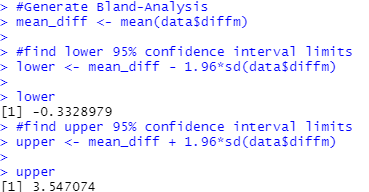 > #Generate Bland-Analysis
> mean_diff <- mean(data$diffm)
>
> #find lower 95% confidence interval limits
> lower <- mean_diff - 1.96*sd(data$diffm)
>
> lower
[1] -0.3328979
> #find upper 95% confidence interval limits
> upper <- mean_diff + 1.96*sd(data$diffm)
>
> upper
[1] 3.547074